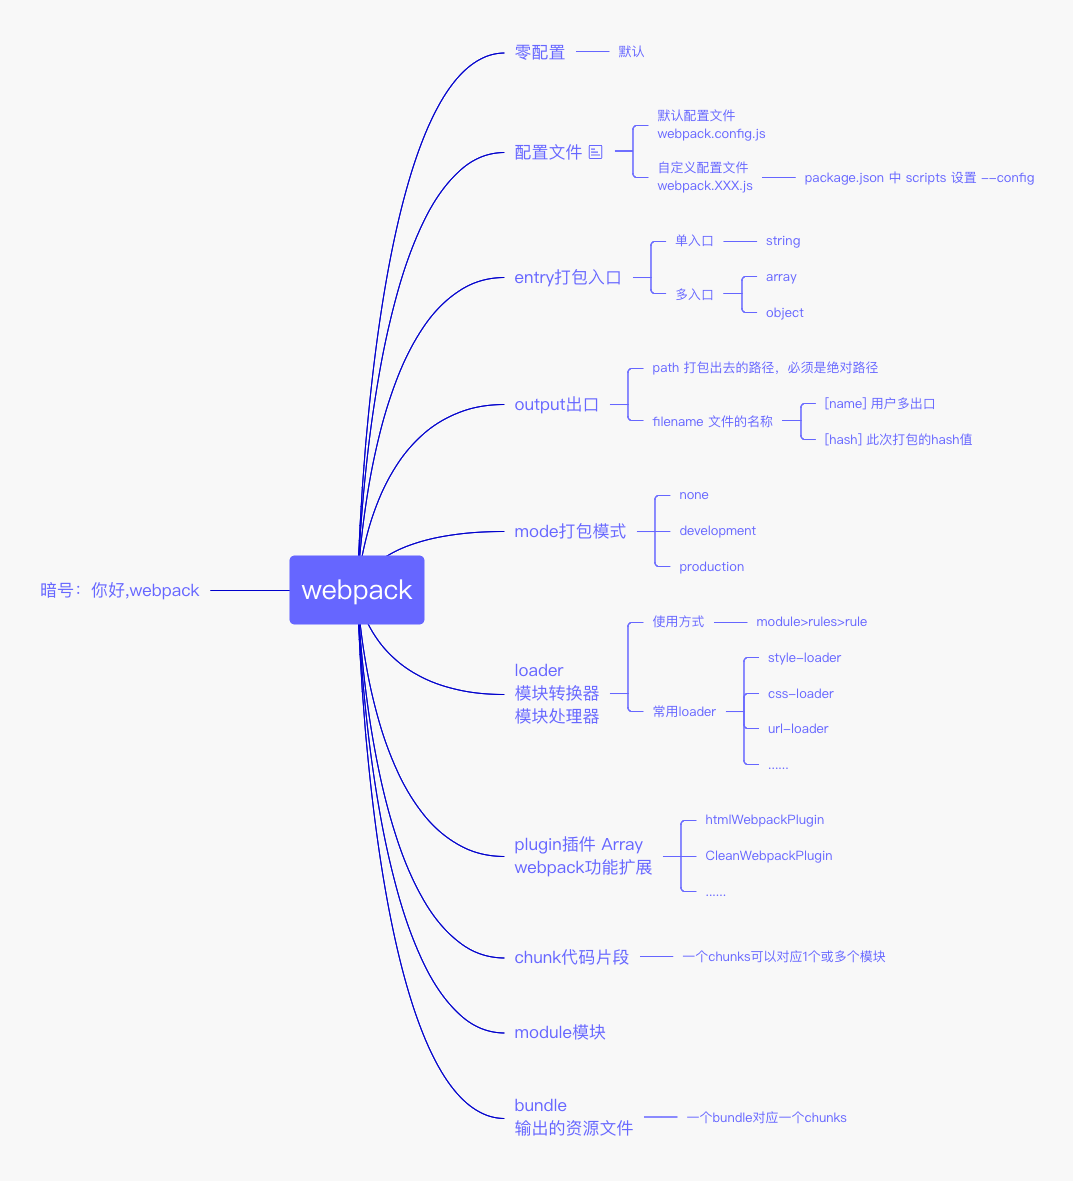 零配置
默认
配置文件
默认配置文件
webpack.config.js
自定义配置文件
webpack.XXX.js
package.json 中 scripts 设置 --config
entry打包入口
单入口
string
多入口
array
object
output出口
path 打包出去的路径，必须是绝对路径
filename 文件的名称
[name] 用户多出口
[hash] 此次打包的hash值
mode打包模式
none
development
production
暗号：你好,webpack
webpack
loader
模块转换器
模块处理器
使用方式
module>rules>rule
常用loader
style-loader
css-loader
url-loader
......
plugin插件 Array
webpack功能扩展
htmlWebpackPlugin
CleanWebpackPlugin
......
chunk代码片段
一个chunks可以对应1个或多个模块
module模块
bundle
输出的资源文件
一个bundle对应一个chunks